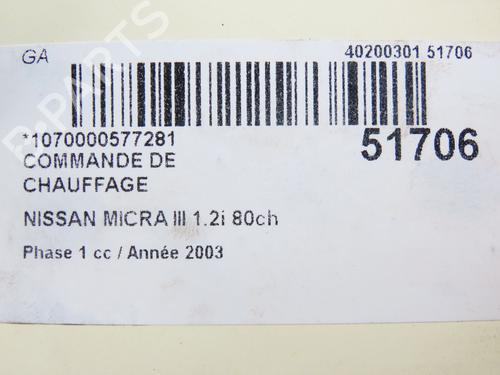 GA
40200301 51706
*1070000577281
51706
COMMANDE DE
CHAUFFAGE
NISSAN MICRA III 1.2i 80ch
Phase 1 cc / Année 2003
B-PARTS